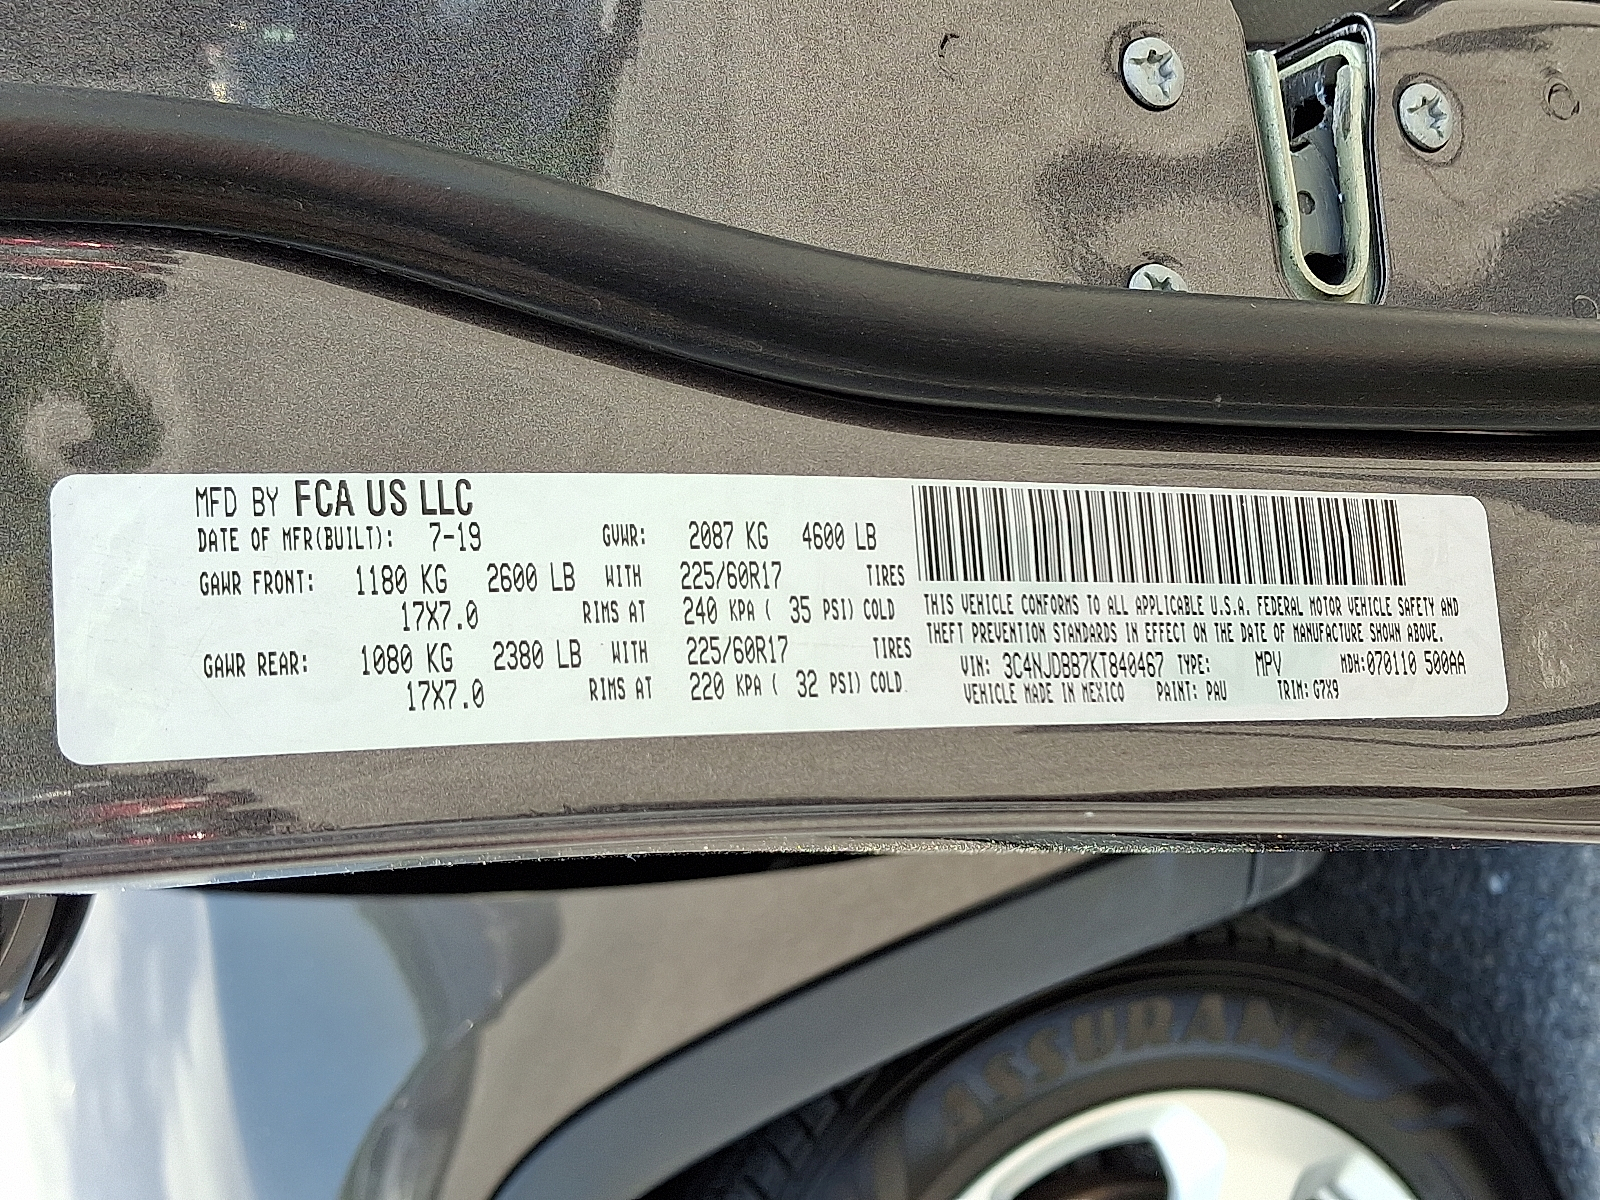 MFD BY FCA US LLC
DATE OF MFR(BUILT): 7-19 GVWR: 2087 KG 4600 LB
GAWR FRONT: 1180 KG 2600 LB WITH 225/60R17 TIRES
17X7.0 RIMS AT 240 KPA ( 35 PSI) COLD
GAWR REAR: 1080 KG 2380 LB WITH 225/60R17 TIRES
17X7.0 RIMS AT 220 KPA ( 32 PSI) COLD
THIS VEHICLE CONFORMS TO ALL APPLICABLE U.S.A. FEDERAL MOTOR VEHICLE SAFETY AND
THEFT PREVENTION STANDARDS IN EFFECT ON THE DATE OF MANUFACTURE SHOWN ABOVE.
VIN: 3C4NJDBB7KT840467 TYPE: MPV MDH:070110 500AA
VEHICLE MADE IN MEXICO PAINT: PAU TRIM: G7X9
ASSURANCE